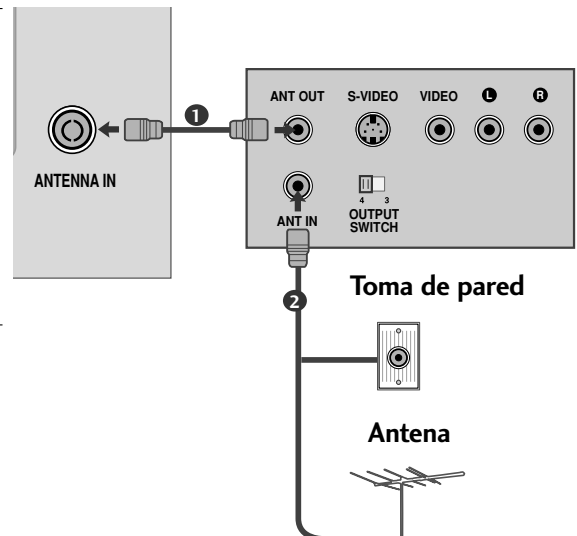 ANTENNA IN
1
ANT OUT
S-VIDEO
VIDEO
L
R
ANT IN
4 3
OUTPUT
SWITCH
2
Toma de pared
Antena